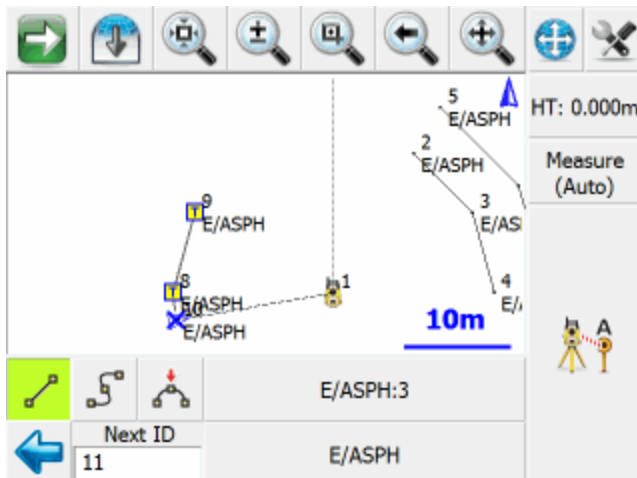 HT: 0.000m
Measure
(Auto)
5
E/ASPH
2
E/ASPH
3
E/AS
9
T
E/ASPH
8
T
E/ASPH
10
E/ASPH
1
4
E/
10m
A
E/ASPH:3
Next ID
11
E/ASPH